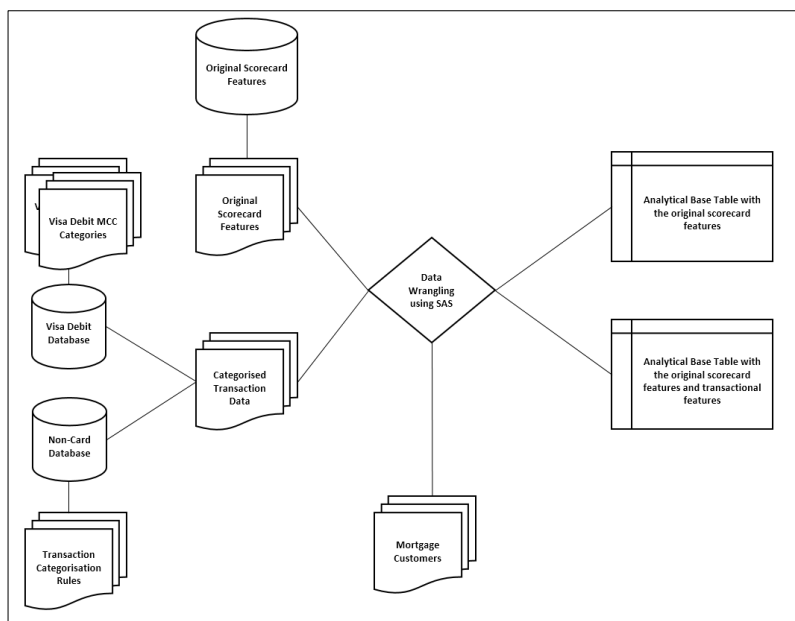 Original Scorecard
Features
Original
Scorecard
Features
V
Visa Debit MCC
Categories
Visa Debit
Database
Non-Card
Database
Transaction
Categorisation
Rules
Categorised
Transaction
Data
Data
Wrangling
using SAS
Mortgage
Customers
Analytical Base Table with
the original scorecard
features
Analytical Base Table with
the original scorecard
features and transactional
features